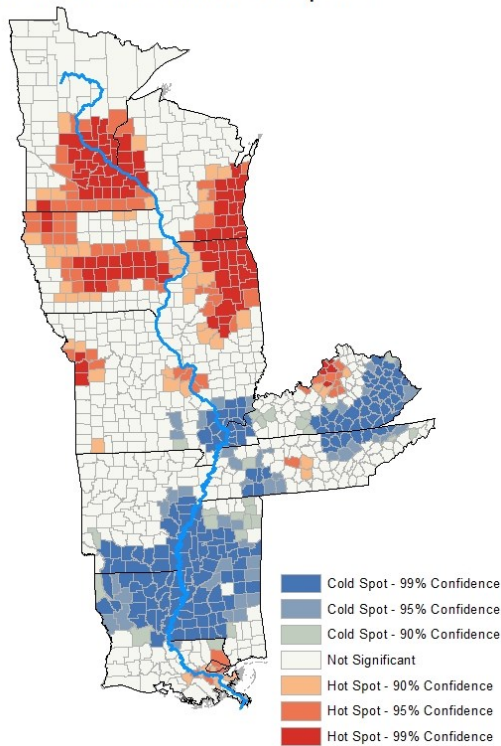 Cold Spot - 99% Confidence
Cold Spot - 95% Confidence
Cold Spot - 90% Confidence
Not Significant
Hot Spot - 90% Confidence
Hot Spot - 95% Confidence
Hot Spot - 99% Confidence